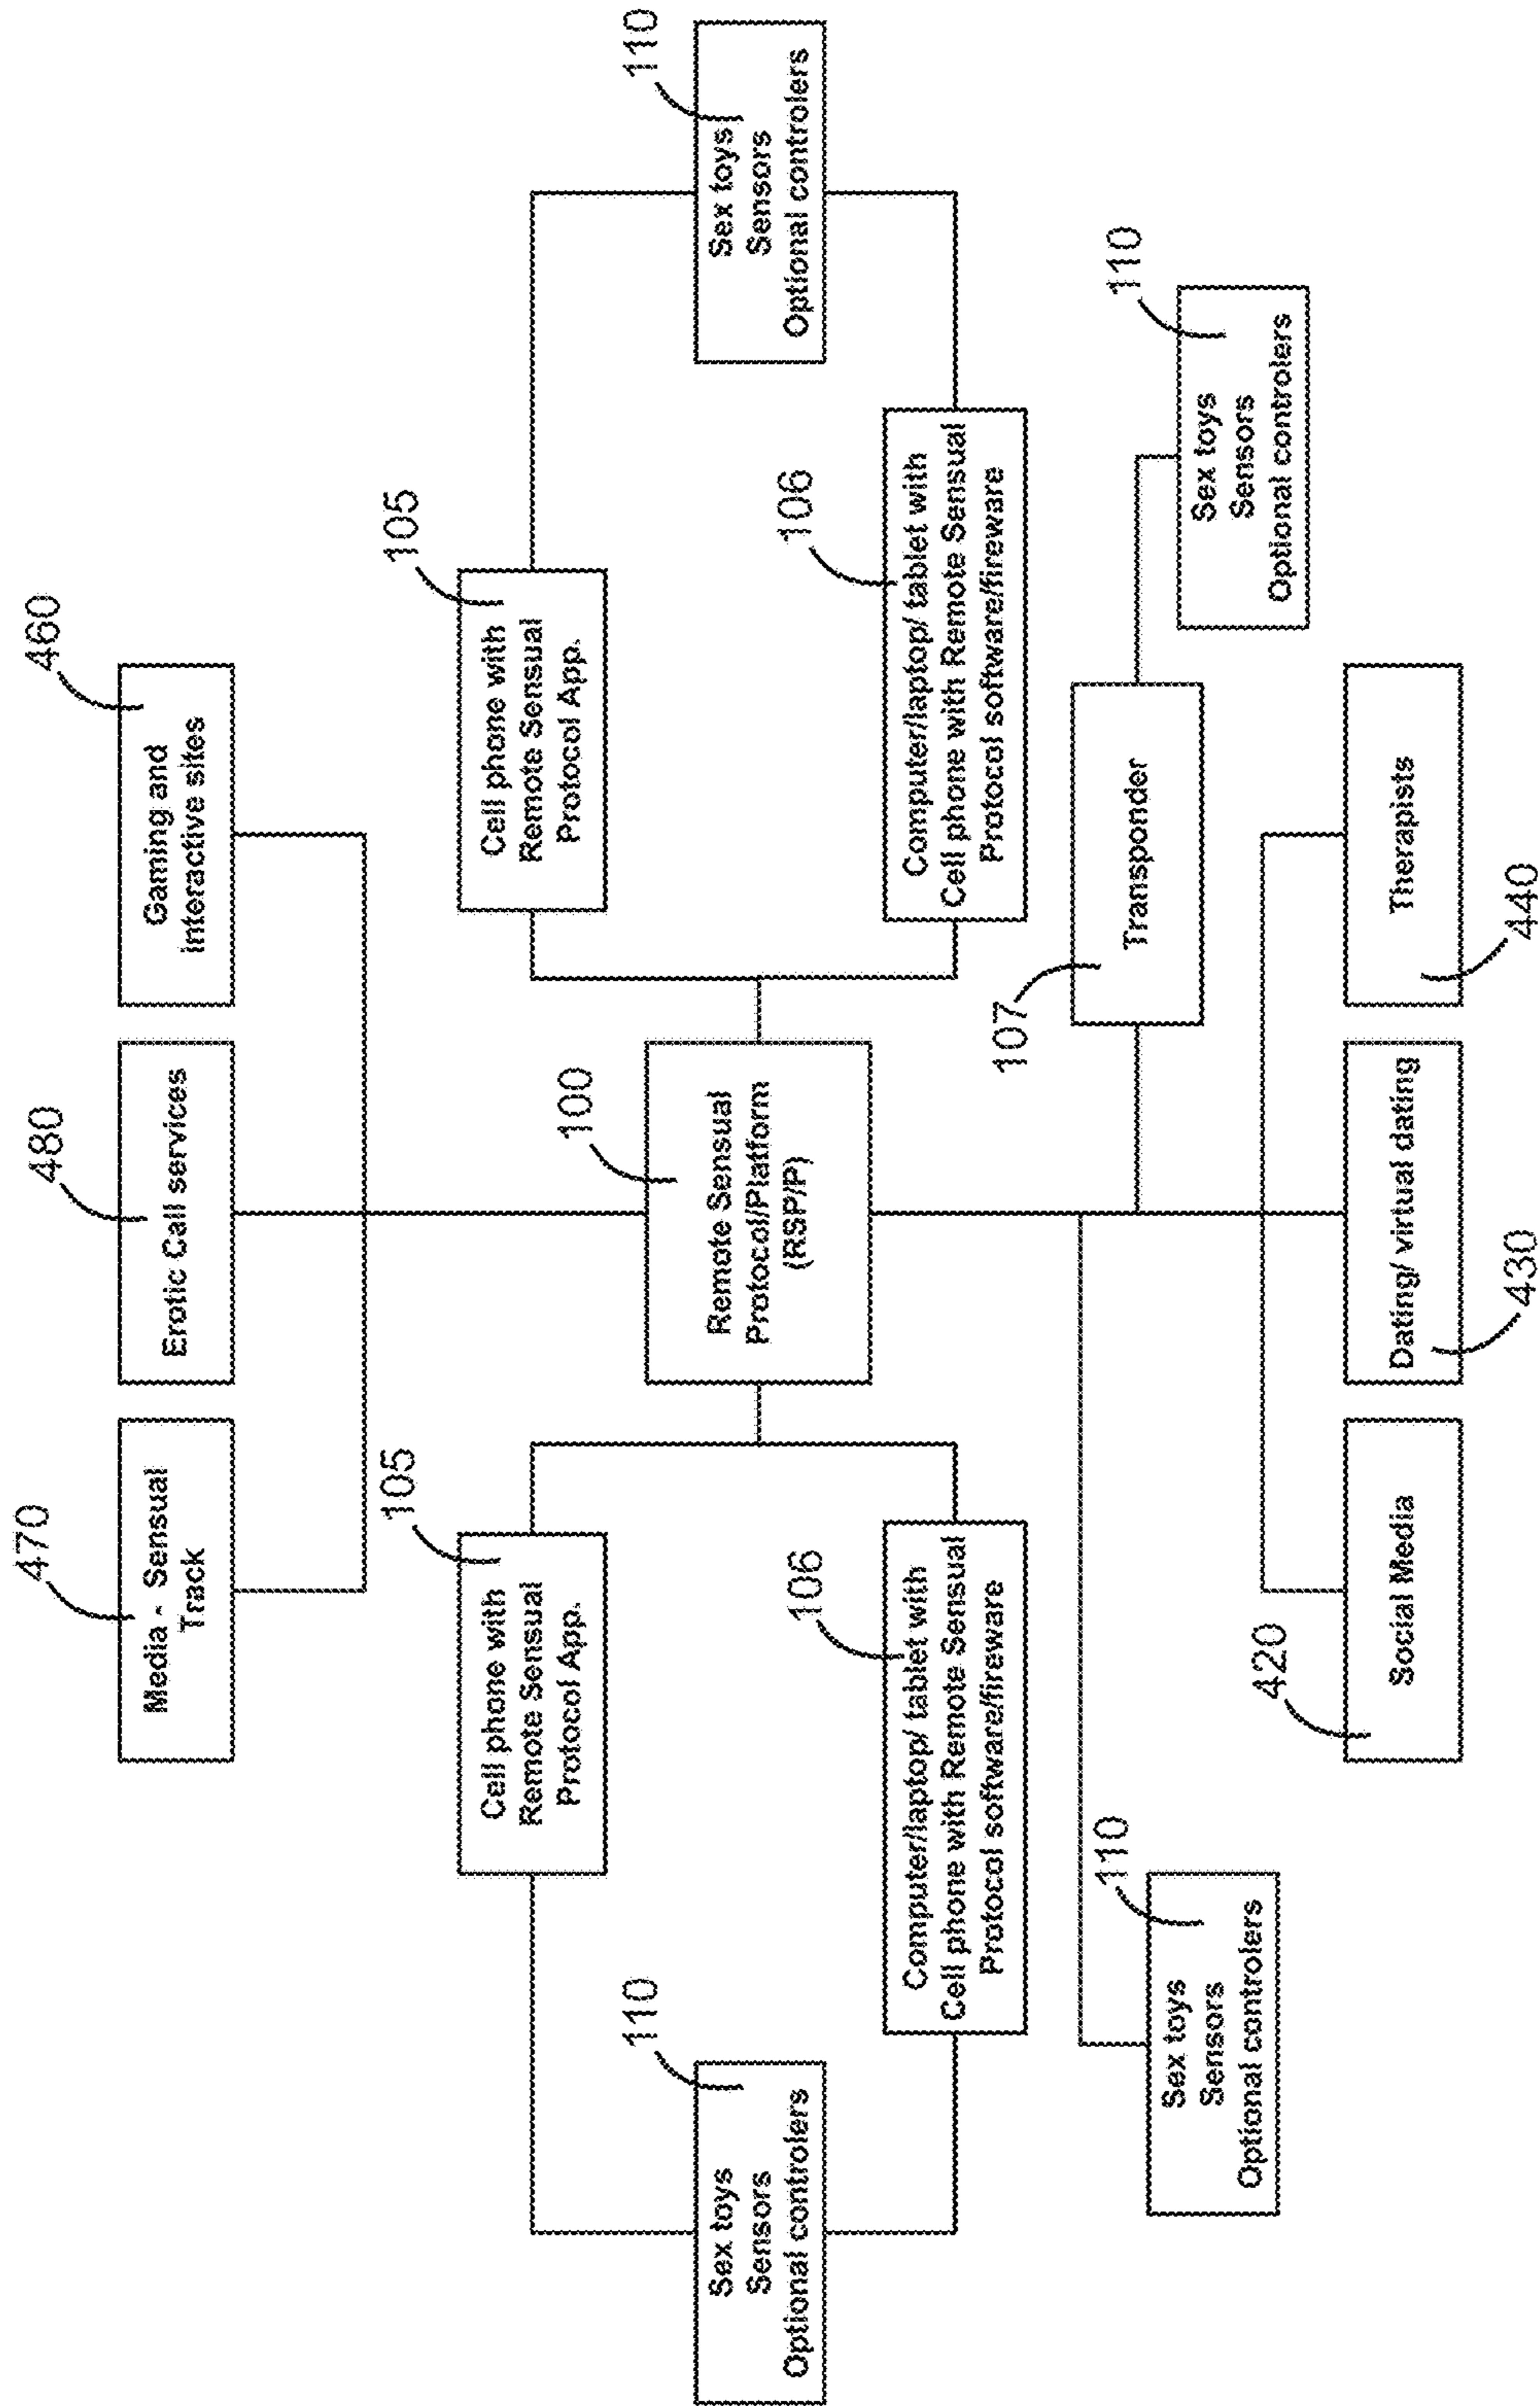 470
Media - Sensual
Track
480
Erotic Call services
460
Gaming and
interactive sites
105
Cell phone with
Remote Sensual
Protocol App.
105
Cell phone with
Remote Sensual
Protocol App.
110
Sex toys
Sensors
Optional controlers
100
Remote Sensual
Protocol/Platform
(RSP/P)
110
Sex toys
Sensors
Optional controlers
106
Computer/laptop/ tablet with
Cell phone with Remote Sensual
Protocol software/fireware
106
Computer/laptop/ tablet with
Cell phone with Remote Sensual
Protocol software/fireware
107
Transponder
110
Sex toys
Sensors
Optional controlers
110
Sex toys
Sensors
Optional controlers
420
Social Media
Dating/ virtual dating
430
Therapists
440